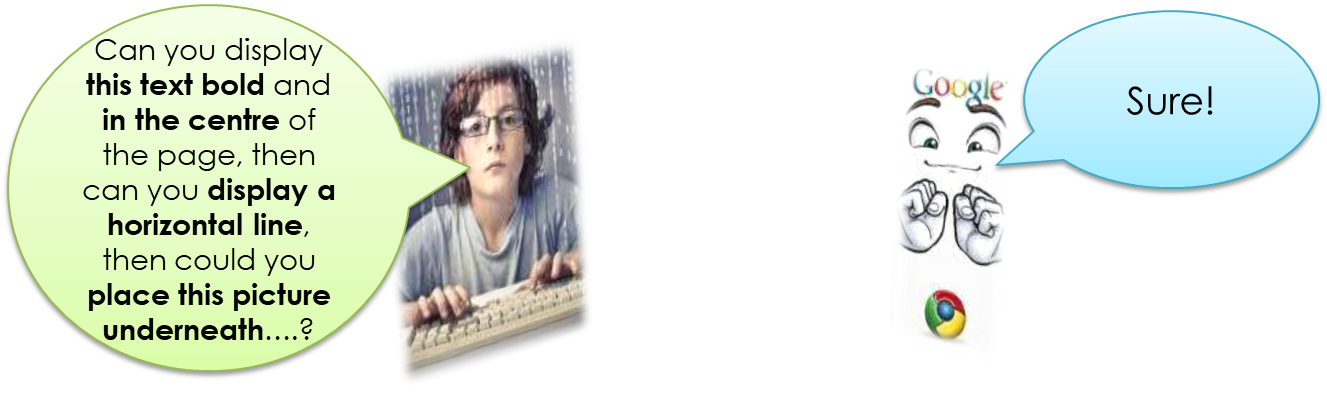 Can you display
this text bold and
in the centre of
the page, then
can you display a
horizontal line,
then could you
place this picture
underneath....?
Google
Sure!